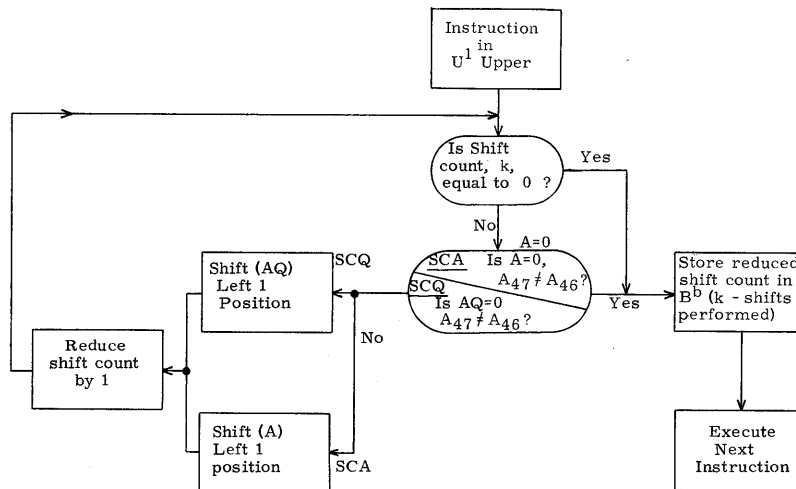 Instruction
in
U¹ Upper
Is Shift
count, k,
equal to 0 ?
Yes
No
A=0
SCA Is A=0,
A₄₇ ≠ A₄₆?
SCQ
Is AQ=0
A₄₇ ≠ A₄₆?
Yes
Store reduced
shift count in
Bᵇ (k - shifts
performed)
Execute
Next
Instruction
SCQ
Shift (AQ)
Left 1
Position
No
Reduce
shift count
by 1
Shift (A)
Left 1
position
SCA